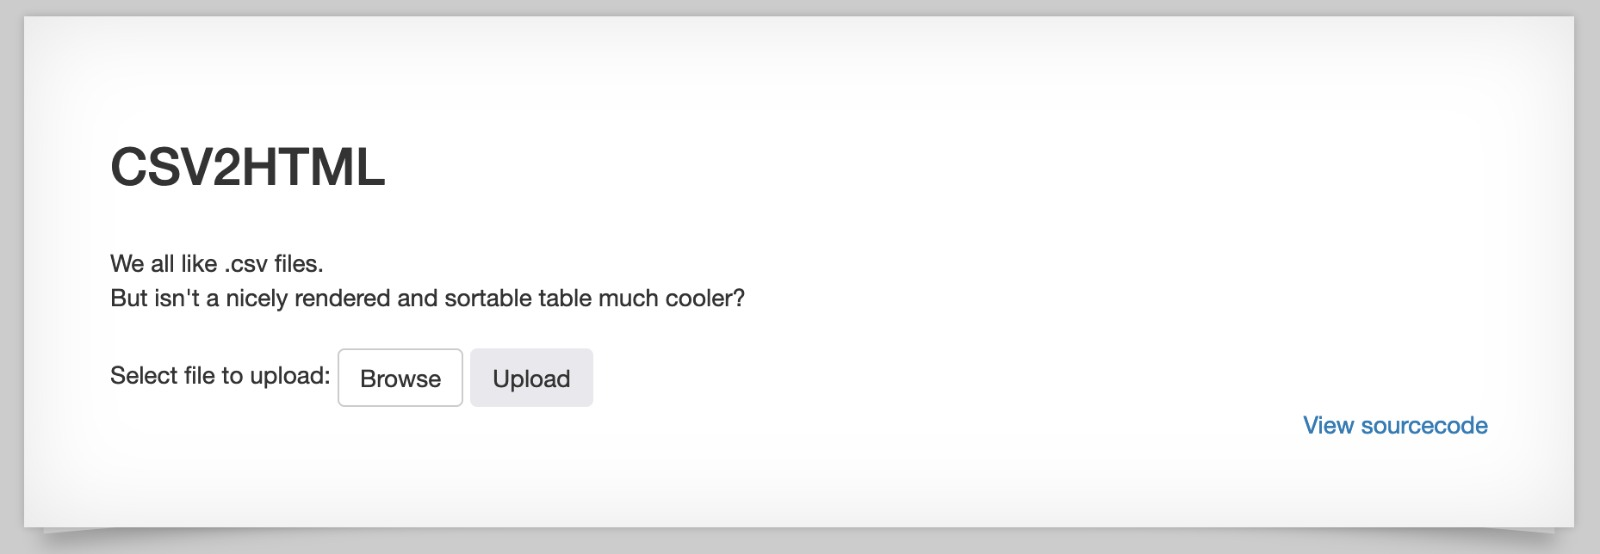 CSV2HTML
We all like .csv files.
But isn't a nicely rendered and sortable table much cooler?
Select file to upload: Browse Upload
View sourcecode